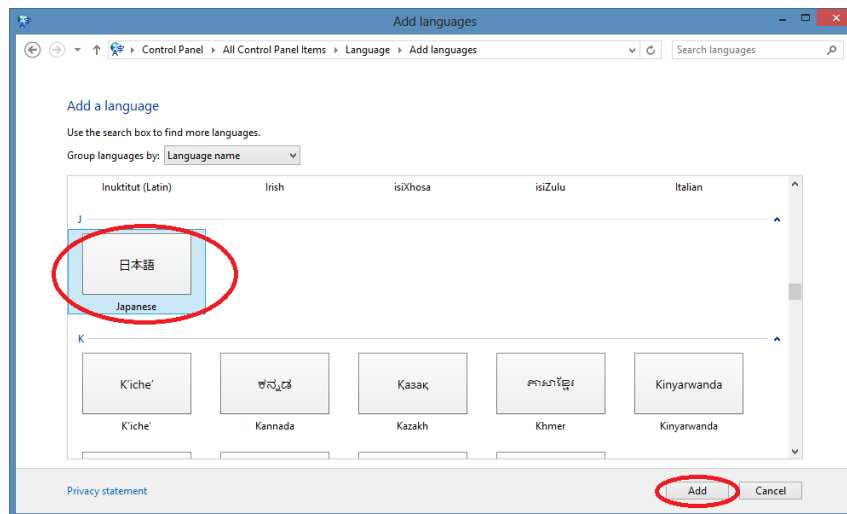 Add languages
Control Panel All Control Panel Items Language Add languages Search languages
Add a language
Use the search box to find more languages.
Group languages by: Language name
Inuktitut (Latin) Irish isiXhosa isiZulu Italian
J
日本語
Japanese
K
K'iche' ಕನ್ನಡ Қазақ ភាសាខ្មែរ Kinyarwanda
K'iche' Kannada Kazakh Khmer Kinyarwanda
Privacy statement Add Cancel